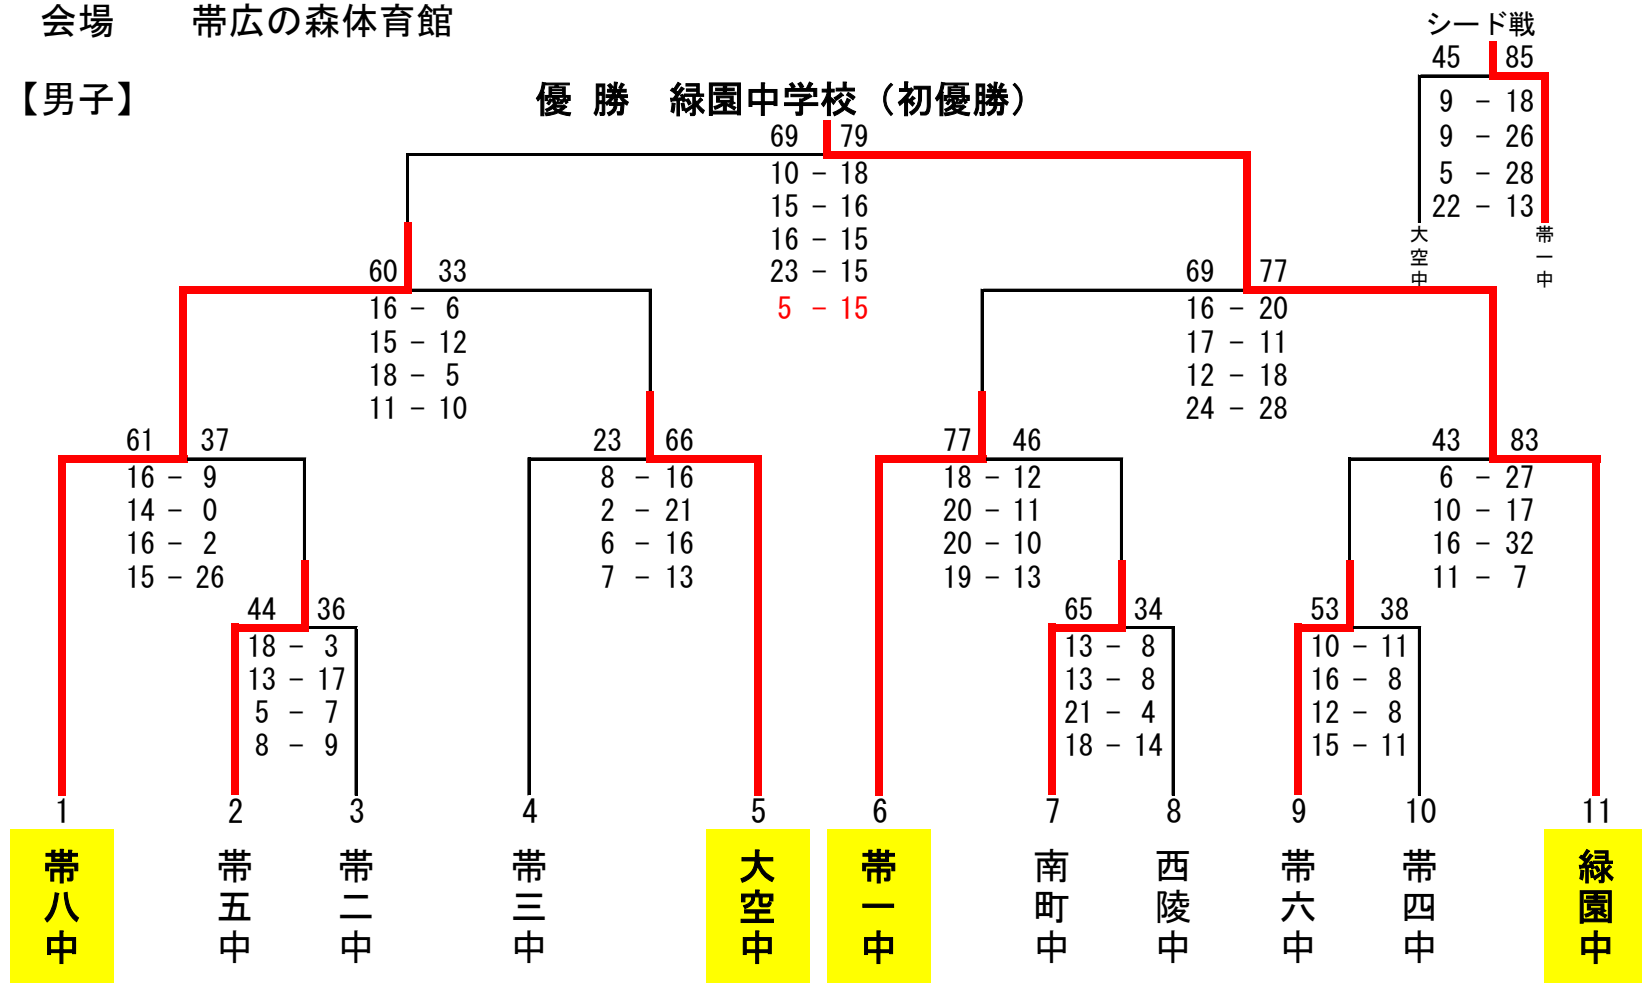 会場　　帯広の森体育館
シード戦
45 85
9 - 18
9 - 26
5 - 28
22 - 13
大空中 帯一中
【男子】
優 勝　緑園中学校（初優勝）
69 79
10 - 18
15 - 16
16 - 15
23 - 15
5 - 15
60 33
16 - 6
15 - 12
18 - 5
11 - 10
69 77
16 - 20
17 - 11
12 - 18
24 - 28
61 37
16 - 9
14 - 0
16 - 2
15 - 26
23 66
8 - 16
2 - 21
6 - 16
7 - 13
77 46
18 - 12
20 - 11
20 - 10
19 - 13
43 83
6 - 27
10 - 17
16 - 32
11 - 7
44 36
18 - 3
13 - 17
5 - 7
8 - 9
65 34
13 - 8
13 - 8
21 - 4
18 - 14
53 38
10 - 11
16 - 8
12 - 8
15 - 11
1 2 3 4 5 6 7 8 9 10 11
帯八中
帯五中
帯二中
帯三中
大空中
帯一中
南町中
西陵中
帯六中
帯四中
緑園中